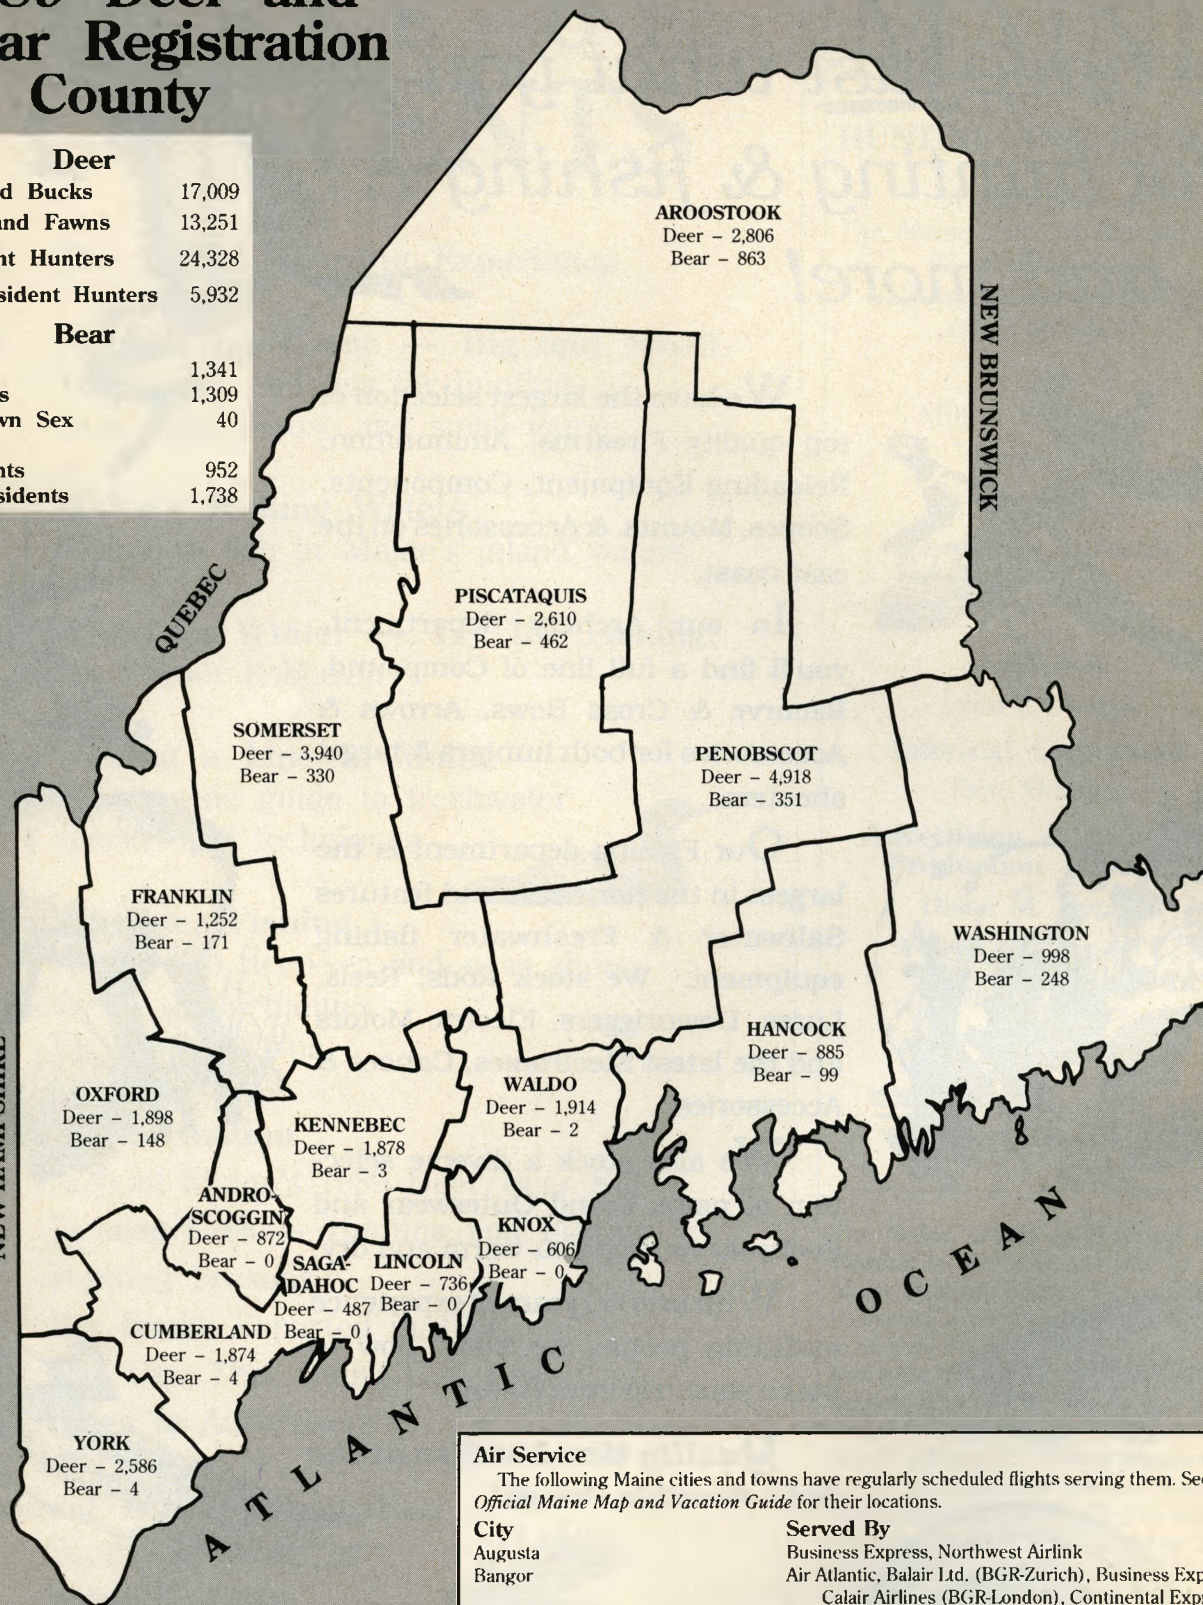 Deer and
Registration
County
Deer
Bucks 17,009
and Fawns 13,251
Hunters 24,328
Hunters 5,932
Bear
1,341
1,309
Sex 40
952
1,738
AROOSTOOK
Deer – 2,806
Bear – 863
NEW BRUNSWICK
QUEBEC
PISCATAQUIS
Deer – 2,610
Bear – 462
SOMERSET
Deer – 3,940
Bear – 330
PENOBSCOT
Deer – 4,918
Bear – 351
FRANKLIN
Deer – 1,252
Bear – 171
WASHINGTON
Deer – 998
Bear – 248
HANCOCK
Deer – 885
Bear – 99
OXFORD
Deer – 1,898
Bear – 148
WALDO
Deer – 1,914
Bear – 2
KENNEBEC
Deer – 1,878
Bear – 3
ANDRO-
SCOGGIN
Deer – 872
Bear – 0
KNOX
Deer – 606
Bear – 0
SAGA-
DAHOC
Deer – 487
Bear – 0
LINCOLN
Deer – 736
Bear – 0
CUMBERLAND
Deer – 1,874
Bear – 4
YORK
Deer – 2,586
Bear – 4
ATLANTIC OCEAN
Air Service
The following Maine cities and towns have regularly scheduled flights serving them. See
Official Maine Map and Vacation Guide for their locations.
City Served By
Augusta Business Express, Northwest Airlink
Bangor Air Atlantic, Balair Ltd. (BGR-Zurich), Business
Calair Airlines (BGR-London), Continental